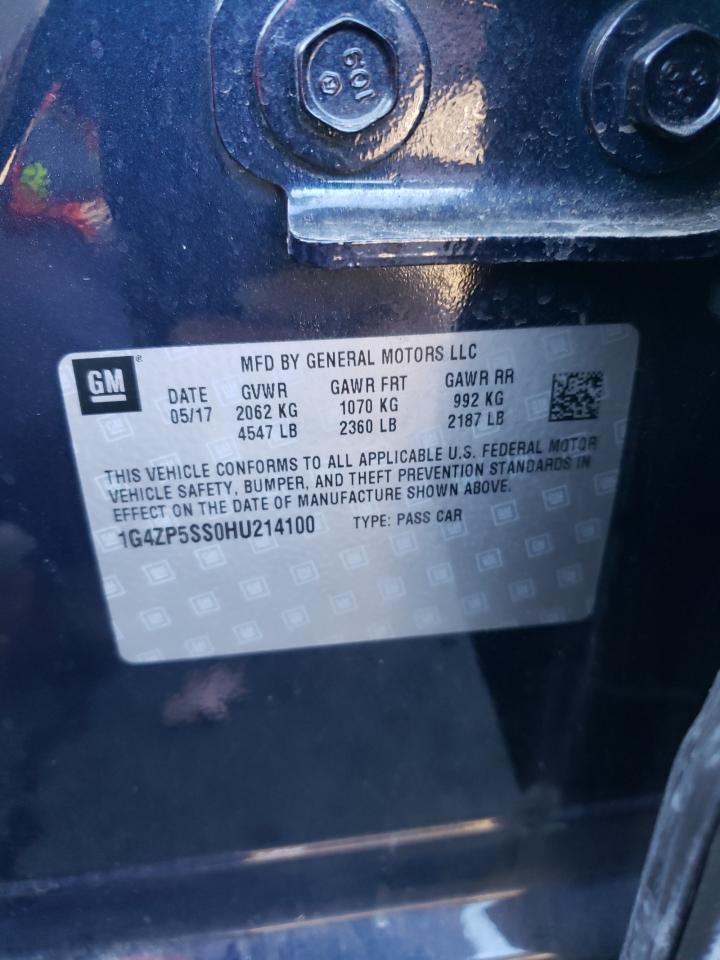 109
GM
MFD BY GENERAL MOTORS LLC
DATE GVWR GAWR FRT GAWR RR
05/17 2062 KG 1070 KG 992 KG
4547 LB 2360 LB 2187 LB
THIS VEHICLE CONFORMS TO ALL APPLICABLE U.S. FEDERAL MOTOR
VEHICLE SAFETY, BUMPER, AND THEFT PREVENTION STANDARDS IN
EFFECT ON THE DATE OF MANUFACTURE SHOWN ABOVE.
1G4ZP5SS0HU214100 TYPE: PASS CAR